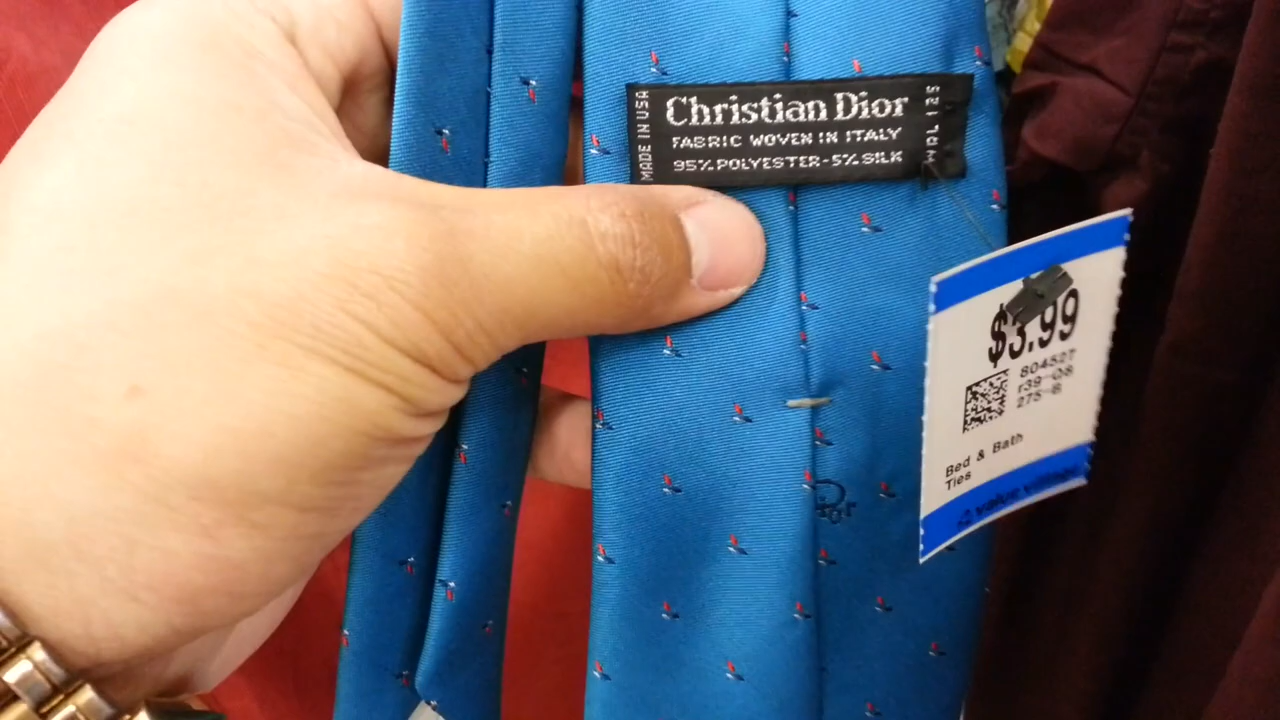 MADE IN USA
Christian Dior
FABRIC WOVEN IN ITALY
95% POLYESTER-5% SILK
WRL 125
$3.99
804527
r39-Q8
275-8
Bed & Bath
Ties
value village
Dior